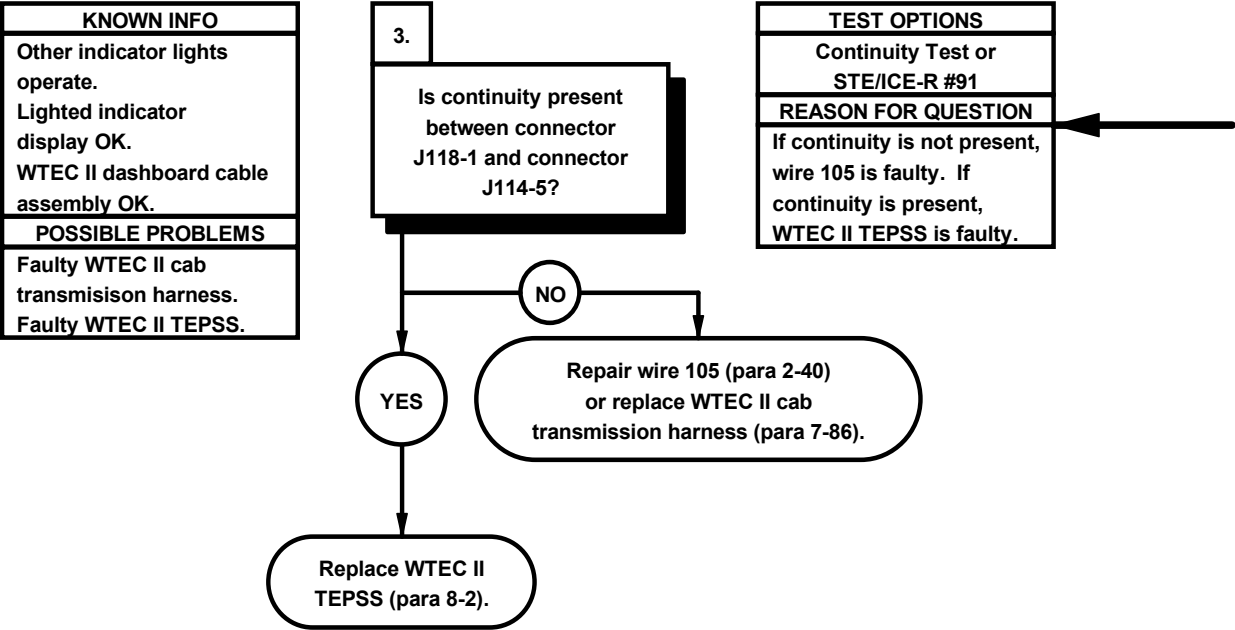 KNOWN INFO
Other indicator lights
operate.
Lighted indicator
display OK.
WTEC II dashboard cable
assembly OK.
POSSIBLE PROBLEMS
Faulty WTEC II cab
transmisison harness.
Faulty WTEC II TEPSS.
3.
Is continuity present
between connector
J118-1 and connector
J114-5?
TEST OPTIONS
Continuity Test or
STE/ICE-R #91
REASON FOR QUESTION
If continuity is not present,
wire 105 is faulty. If
continuity is present,
WTEC II TEPSS is faulty.
NO
YES
Repair wire 105 (para 2-40)
or replace WTEC II cab
transmission harness (para 7-86).
Replace WTEC II
TEPSS (para 8-2).